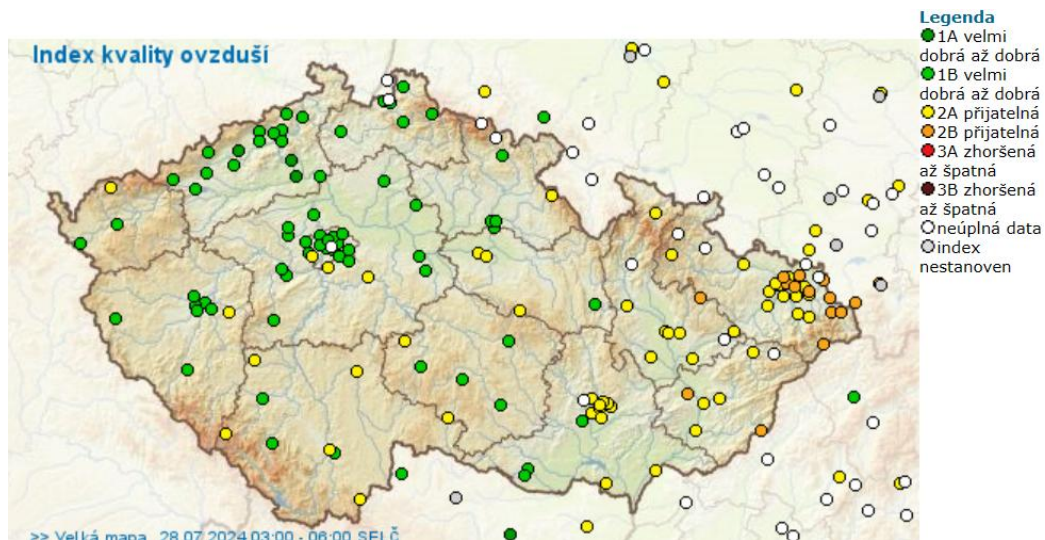 Index kvality ovzduší
Legenda
1A velmi
dobrá až dobrá
1B velmi
dobrá až dobrá
2A přijatelná
2B přijatelná
3A zhoršená
až špatná
3B zhoršená
až špatná
neúplná data
index
nestanoven
>> Velká mapa 28.07.2024 03:00 - 06:00 SELČ